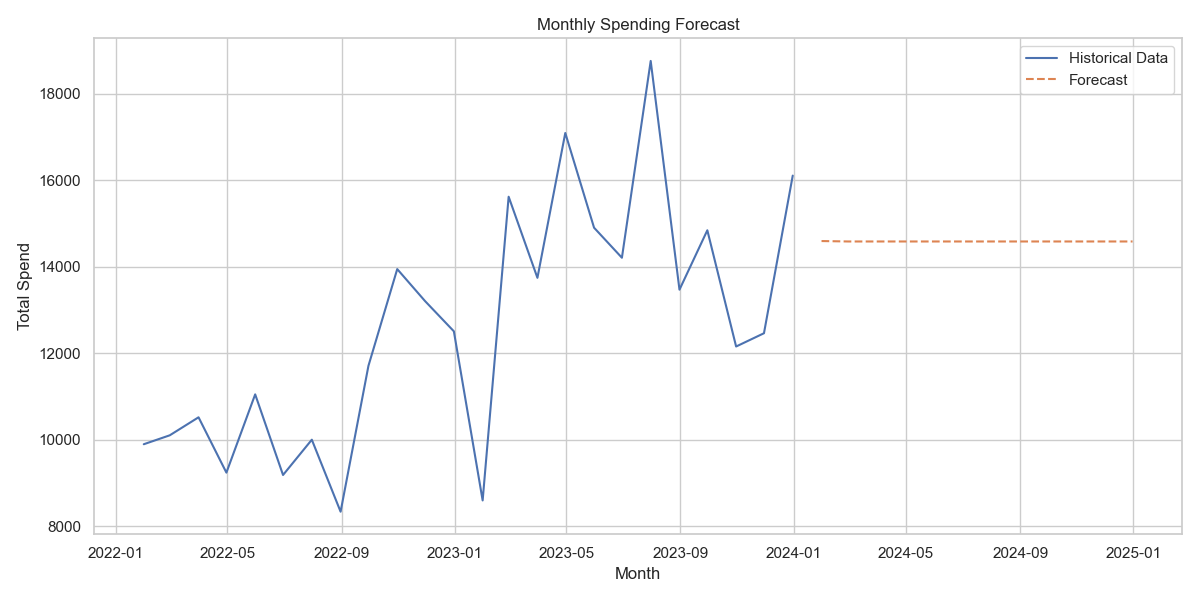 Monthly Spending Forecast
Historical Data
Forecast
Total Spend
18000
16000
14000
12000
10000
8000
2022-01 2022-05 2022-09 2023-01 2023-05 2023-09 2024-01 2024-05 2024-09 2025-01
Month